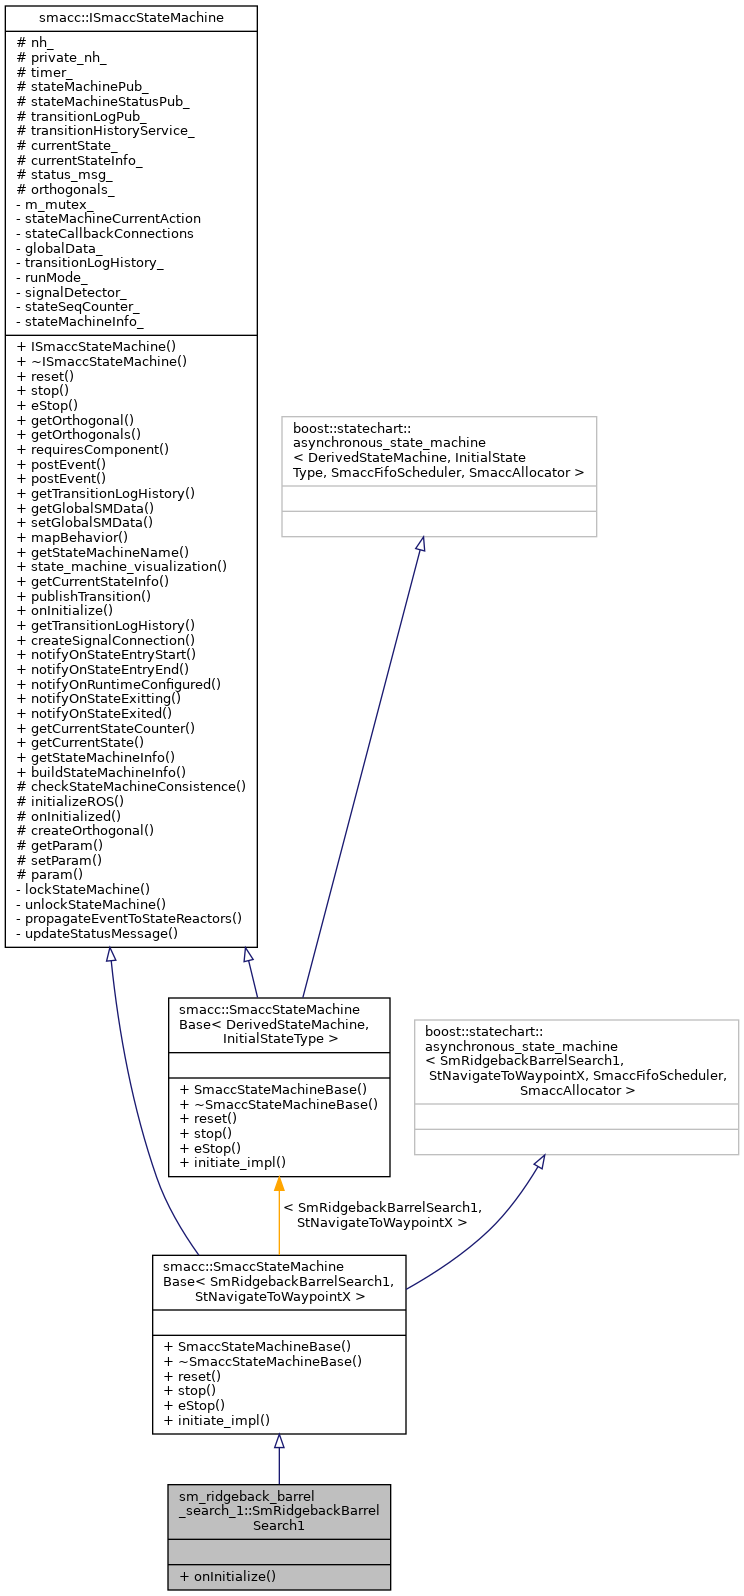 smacc::ISmaccStateMachine
# nh_
# private_nh_
# timer_
# stateMachinePub_
# stateMachineStatusPub_
# transitionLogPub_
# transitionHistoryService_
# currentState_
# currentStateInfo_
# status_msg_
# orthogonals_
- m_mutex_
- stateMachineCurrentAction
- stateCallbackConnections
- globalData_
- transitionLogHistory_
- runMode_
- signalDetector_
- stateSeqCounter_
- stateMachineInfo_
+ ISmaccStateMachine()
+ ~ISmaccStateMachine()
+ reset()
+ stop()
+ eStop()
+ getOrthogonal()
+ getOrthogonals()
+ requiresComponent()
+ postEvent()
+ postEvent()
+ getTransitionLogHistory()
+ getGlobalSMData()
+ setGlobalSMData()
+ mapBehavior()
+ getStateMachineName()
+ state_machine_visualization()
+ getCurrentStateInfo()
+ publishTransition()
+ onInitialize()
+ getTransitionLogHistory()
+ createSignalConnection()
+ notifyOnStateEntryStart()
+ notifyOnStateEntryEnd()
+ notifyOnRuntimeConfigured()
+ notifyOnStateExitting()
+ notifyOnStateExited()
+ getCurrentStateCounter()
+ getCurrentState()
+ getStateMachineInfo()
+ buildStateMachineInfo()
# checkStateMachineConsistence()
# initializeROS()
# onInitialized()
# createOrthogonal()
# getParam()
# setParam()
# param()
- lockStateMachine()
- unlockStateMachine()
- propagateEventToStateReactors()
- updateStatusMessage()
boost::statechart::
asynchronous_state_machine
< DerivedStateMachine, InitialState
Type, SmaccFifoScheduler, SmaccAllocator >
smacc::SmaccStateMachine
Base< DerivedStateMachine,
InitialStateType >
+ SmaccStateMachineBase()
+ ~SmaccStateMachineBase()
+ reset()
+ stop()
+ eStop()
+ initiate_impl()
boost::statechart::
asynchronous_state_machine
< SmRidgebackBarrelSearch1,
StNavigateToWaypointX, SmaccFifoScheduler,
SmaccAllocator >
< SmRidgebackBarrelSearch1,
StNavigateToWaypointX >
smacc::SmaccStateMachine
Base< SmRidgebackBarrelSearch1,
StNavigateToWaypointX >
+ SmaccStateMachineBase()
+ ~SmaccStateMachineBase()
+ reset()
+ stop()
+ eStop()
+ initiate_impl()
sm_ridgeback_barrel
_search_1::SmRidgebackBarrel
Search1
+ onInitialize()